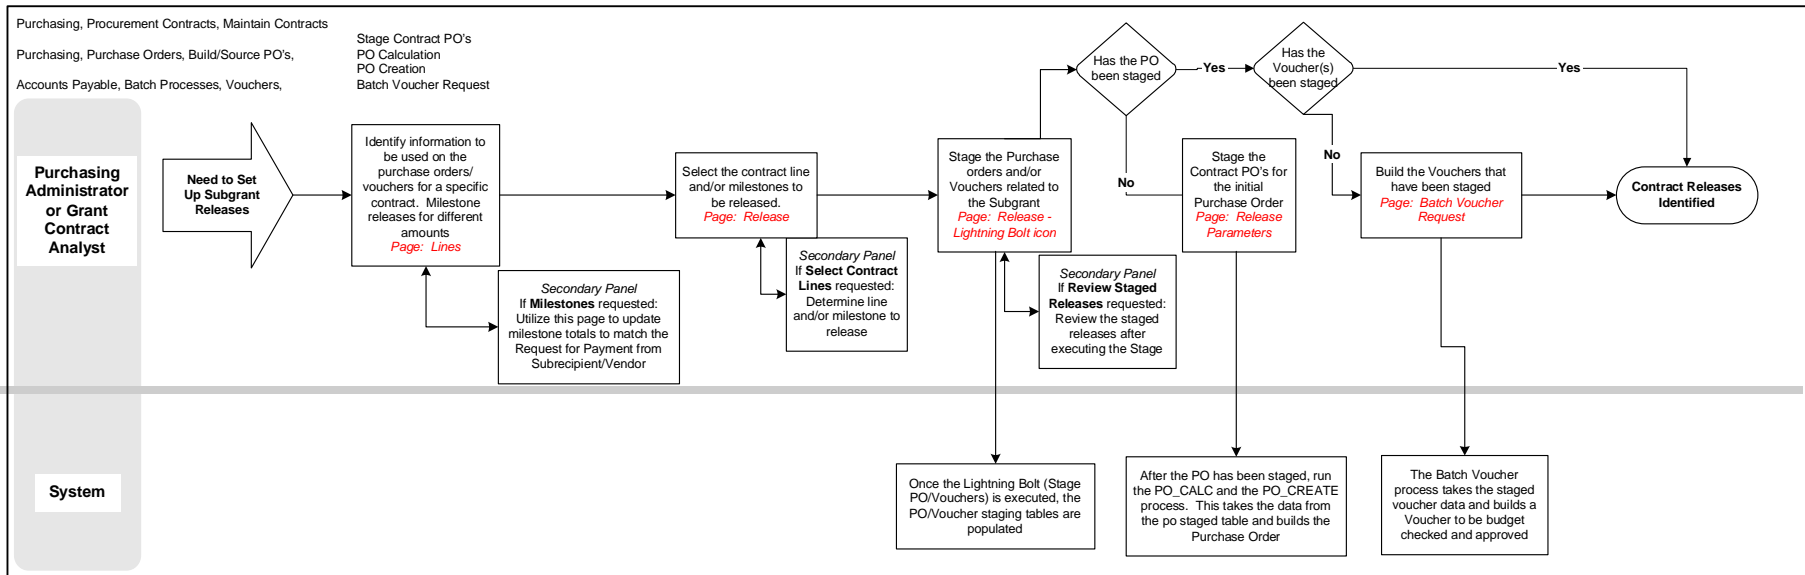 Purchasing, Procurement Contracts, Maintain Contracts
Purchasing, Purchase Orders, Build/Source PO's,
Stage Contract PO's
PO Calculation
PO Creation
Accounts Payable, Batch Processes, Vouchers,
Batch Voucher Request
Purchasing
Administrator
or Grant
Contract
Analyst
Need to Set
Up Subgrant
Releases
Identify information to
be used on the
purchase orders/
vouchers for a specific
contract. Milestone
releases for different
amounts
Page: Lines
Secondary Panel
If Milestones requested:
Utilize this page to update
milestone totals to match the
Request for Payment from
Subrecipient/Vendor
Select the contract line
and/or milestones to
be released.
Page: Release
Secondary Panel
If Select Contract
Lines requested:
Determine line
and/or milestone to
release
Stage the Purchase
orders and/or
Vouchers related to
the Subgrant
Page: Release -
Lightning Bolt icon
Secondary Panel
If Review Staged
Releases requested:
Review the staged
releases after
executing the Stage
Has the PO
been staged
Yes
No
Has the
Voucher(s)
been staged
Yes
No
Stage the
Contract PO's for
the initial
Purchase Order
Page: Release
Parameters
Build the Vouchers that
have been staged
Page: Batch Voucher
Request
Contract Releases
Identified
System
Once the Lightning Bolt (Stage
PO/Vouchers) is executed, the
PO/Voucher staging tables are
populated
After the PO has been staged, run
the PO_CALC and the PO_CREATE
process. This takes the data from
the po staged table and builds the
Purchase Order
The Batch Voucher
process takes the staged
voucher data and builds a
Voucher to be budget
checked and approved